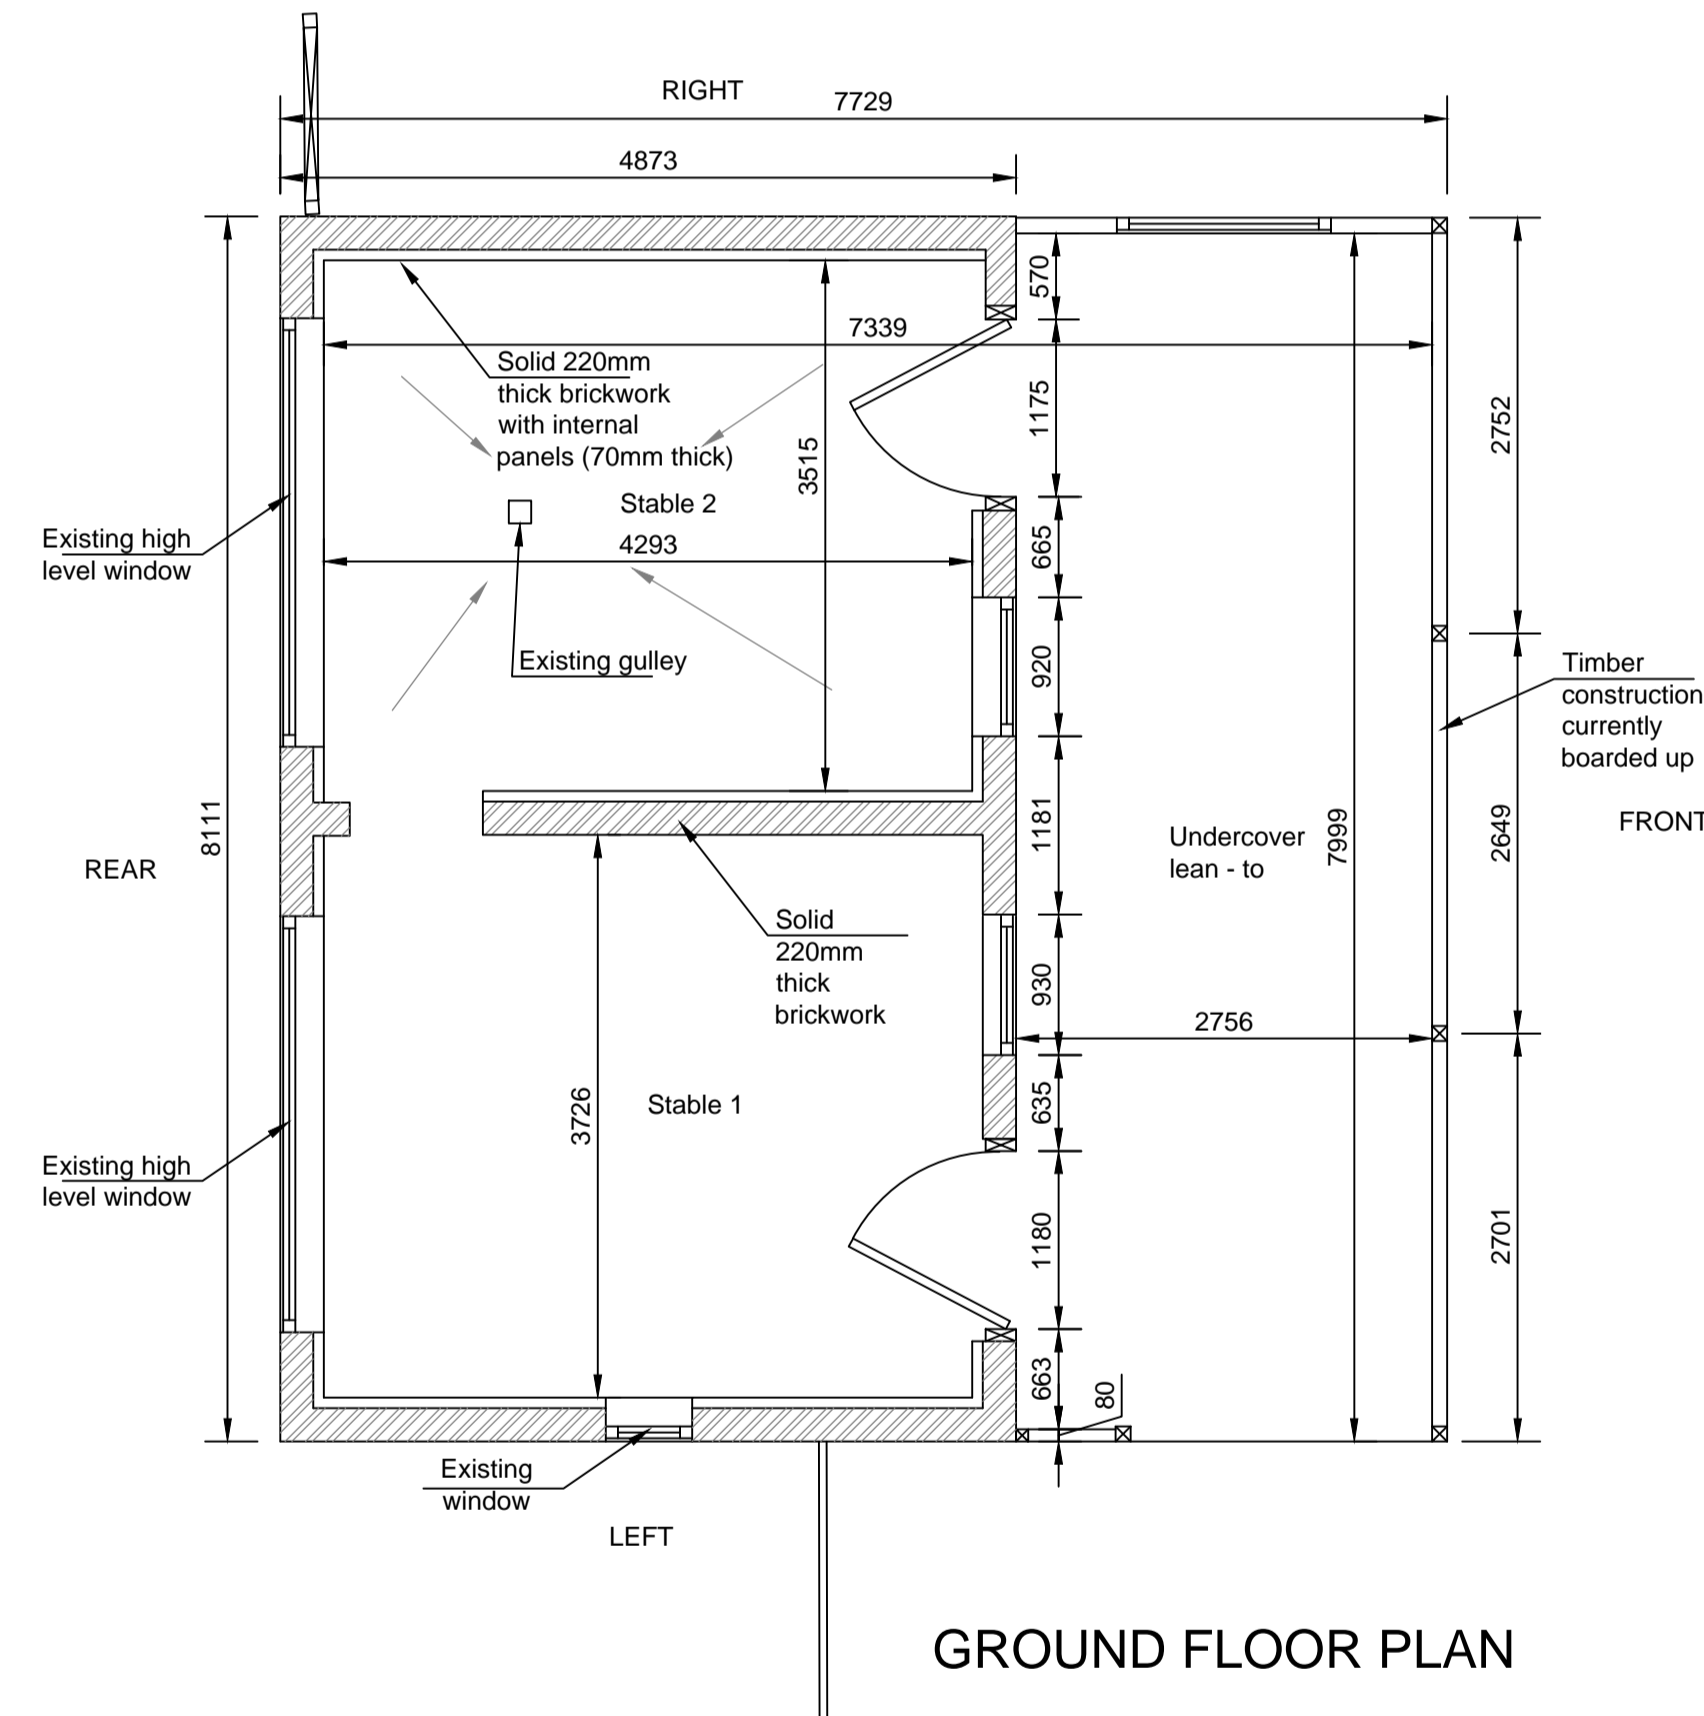 RIGHT
7729
4873
570
7339
Solid 220mm
thick brickwork
with internal
panels (70mm thick)
1175
2752
3515
Stable 2
Existing high
level window
4293
665
Existing gulley
920
Timber
construction
currently
boarded up
8111
1181
Undercover
lean - to
7999
2649
FRONT
REAR
Solid
220mm
thick
brickwork
930
2756
3726
Stable 1
635
Existing high
level window
1180
2701
663
80
Existing
window
LEFT
GROUND FLOOR PLAN